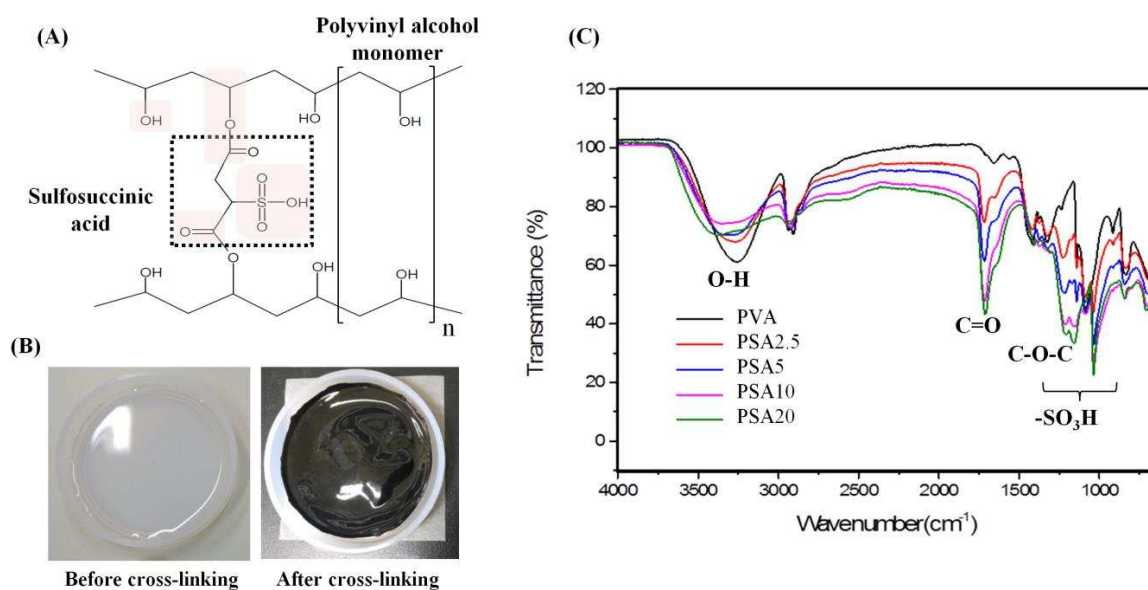 (A)
Polyvinyl alcohol
monomer
OH
HO
OH
O
O
O
S
OH
O
O
O
Sulfosuccinic
acid
OH
OH
OH
n
(B)
Before cross-linking
After cross-linking
(C)
120
100
80
60
40
20
0
Transmittance (%)
O-H
C=O
C-O-C
-SO₃H
PVA
PSA2.5
PSA5
PSA10
PSA20
4000
3500
3000
2500
2000
1500
1000
Wavenumber(cm⁻¹)